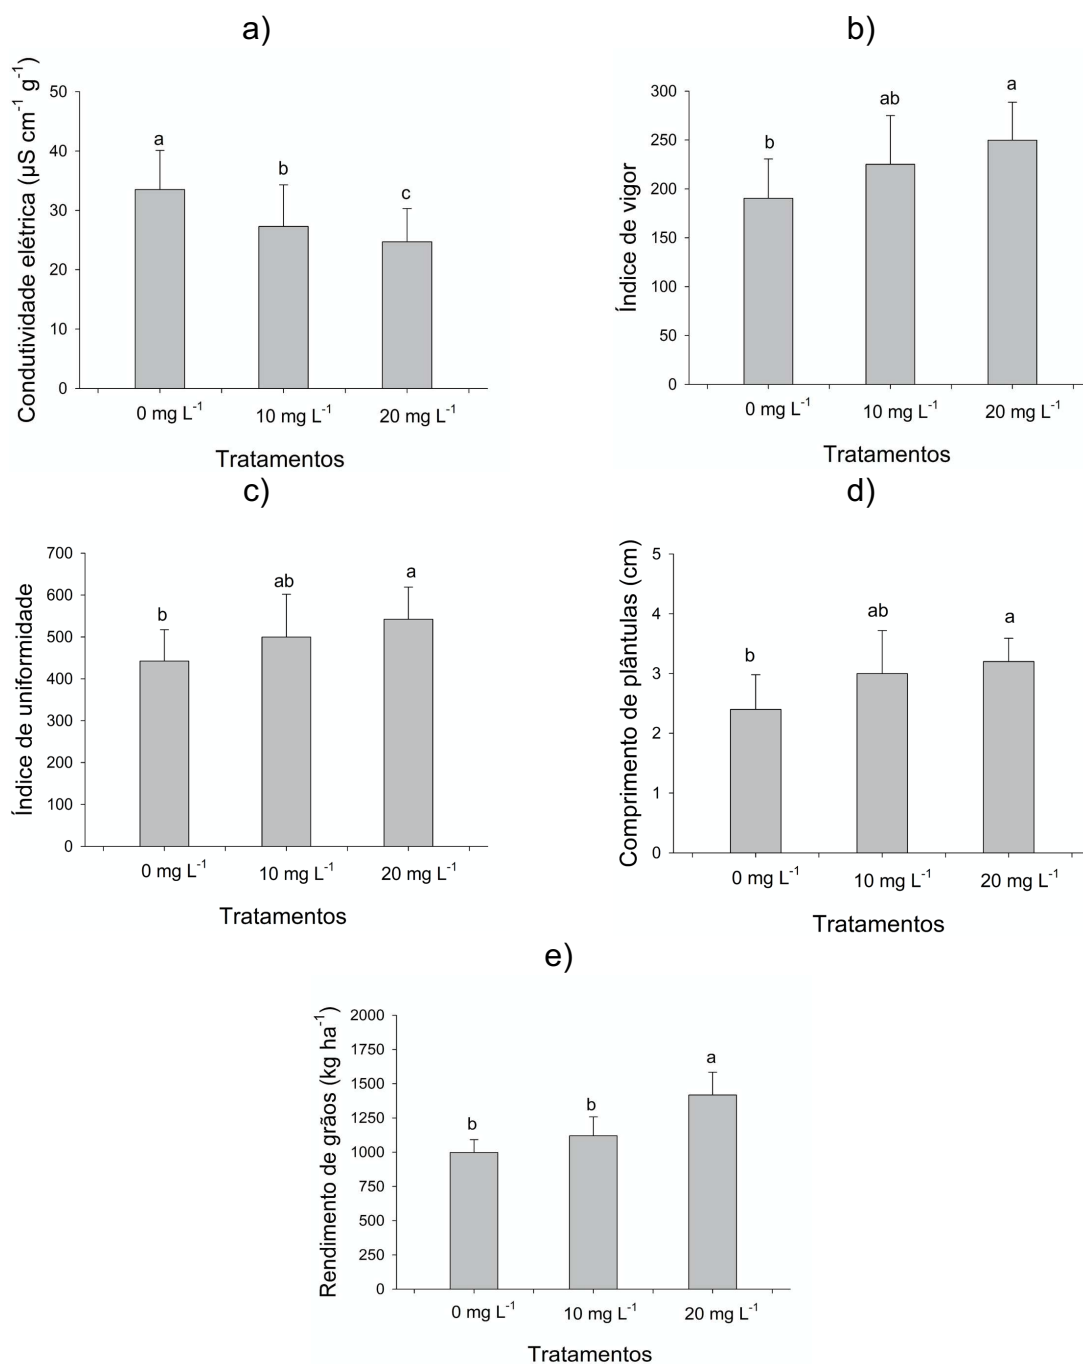 a)
Condutividade elétrica (µS cm⁻¹ g⁻¹)
50
40
30
20
10
0
a
b
c
0 mg L⁻¹ 10 mg L⁻¹ 20 mg L⁻¹
Tratamentos
b)
Índice de vigor
300
250
200
150
100
50
0
b
ab
a
0 mg L⁻¹ 10 mg L⁻¹ 20 mg L⁻¹
Tratamentos
c)
Índice de uniformidade
700
600
500
400
300
200
100
0
b
ab
a
0 mg L⁻¹ 10 mg L⁻¹ 20 mg L⁻¹
Tratamentos
d)
Comprimento de plântulas (cm)
5
4
3
2
1
0
b
ab
a
0 mg L⁻¹ 10 mg L⁻¹ 20 mg L⁻¹
Tratamentos
e)
Rendimento de grãos (kg ha⁻¹)
2000
1750
1500
1250
1000
750
500
250
0
b
b
a
0 mg L⁻¹ 10 mg L⁻¹ 20 mg L⁻¹
Tratamentos